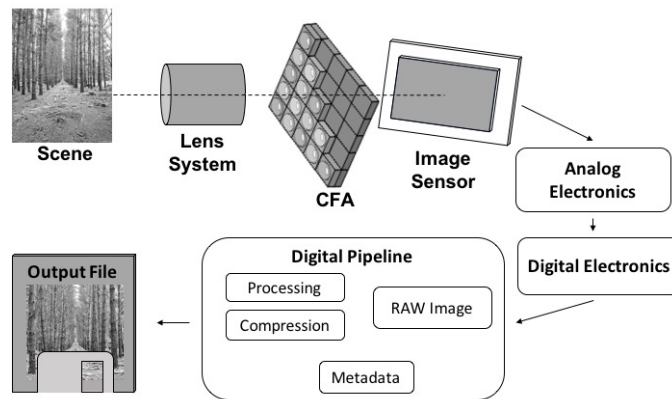 Scene
Lens
System
CFA
Image
Sensor
Analog
Electronics
Digital Electronics
Digital Pipeline
Processing
Compression
RAW Image
Metadata
Output File